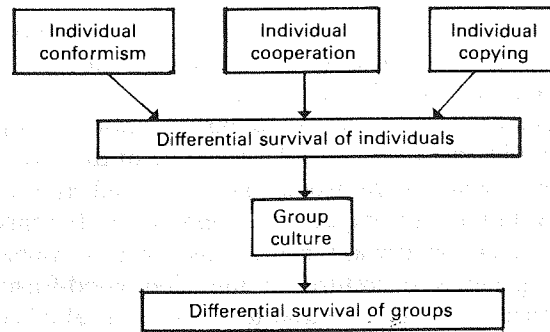 Individual
conformism
Individual
cooperation
Individual
copying
Differential survival of individuals
Group
culture
Differential survival of groups